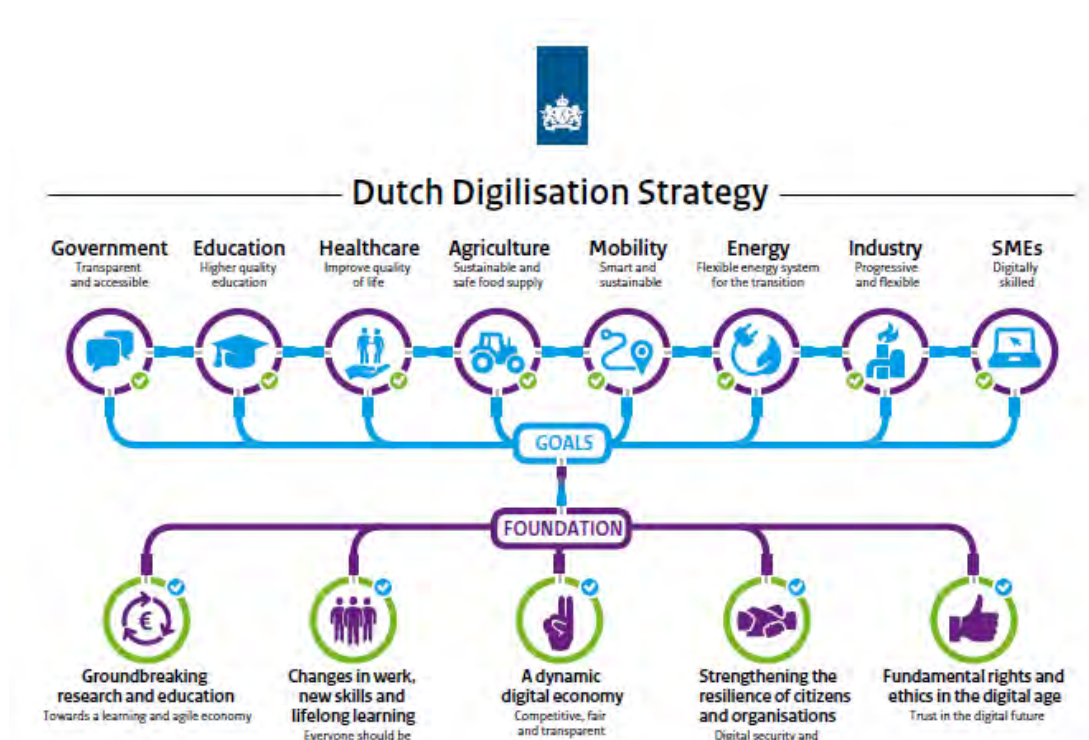 Dutch Digilisation Strategy
Government
Transparent
and accessible
Education
Higher quality
education
Healthcare
Improve quality
of life
Agriculture
Sustainable and
safe food supply
Mobility
Smart and
sustainable
Energy
Flexible energy system
for the transition
Industry
Progressive
and flexible
SMEs
Digitally
skilled
GOALS
FOUNDATION
€
Groundbreaking
research and education
Towards a learning and agile economy
Changes in work,
new skills and
lifelong learning
Everyone should be
A dynamic
digital economy
Competitive, fair
and transparent
Strengthening the
resilience of citizens
and organisations
Digital security and
Fundamental rights and
ethics in the digital age
Trust in the digital future